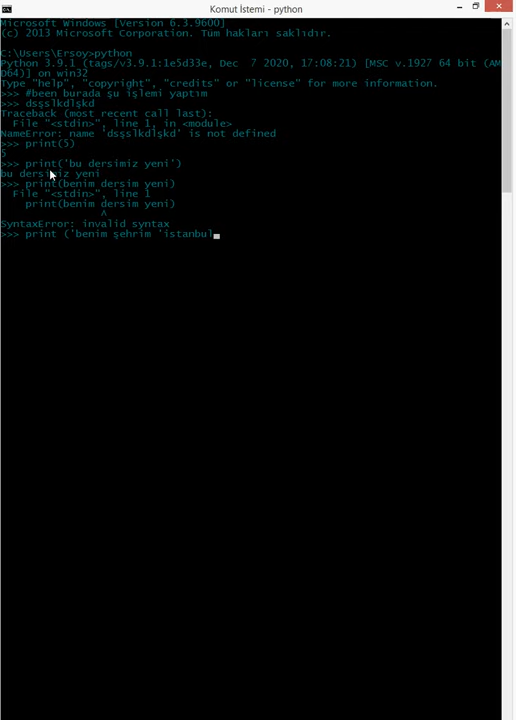 Komut İstemi - python
Microsoft Windows [Version 6.3.9600]
(c) 2013 Microsoft Corporation. Tüm hakları saklıdır.
C:\Users\Ersoy>python
Python 3.9.1 (tags/v3.9.1:1e5d33e, Dec  7 2020, 17:08:21) [MSC v.1927 64 bit (AM
D64)] on win32
Type "help", "copyright", "credits" or "license" for more information.
>>> #been burada şu işlemi yaptım
>>> dsşslkdlşkd
Traceback (most recent call last):
  File "<stdin>", line 1, in <module>
NameError: name 'dsşslkdlşkd' is not defined
>>> print(5)
5
>>> print('bu dersimiz yeni')
bu dersimiz yeni
>>> print(benim dersim yeni)
  File "<stdin>", line 1
    print(benim dersim yeni)
                ^
SyntaxError: invalid syntax
>>> print ('benim şehrim 'istanbul